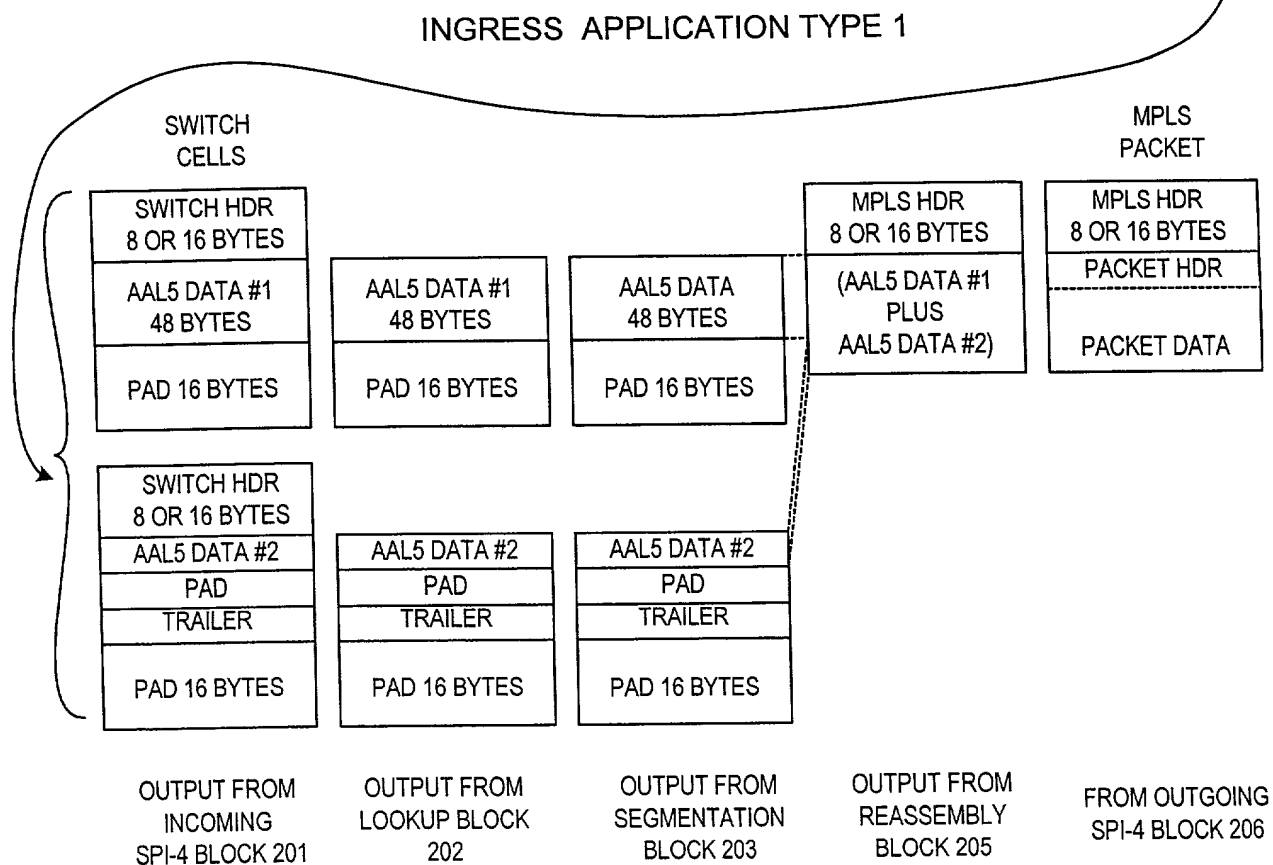 INGRESS APPLICATION TYPE 1
SWITCH
CELLS
MPLS
PACKET
SWITCH HDR
8 OR 16 BYTES
AAL5 DATA #1
48 BYTES
PAD 16 BYTES
AAL5 DATA #1
48 BYTES
PAD 16 BYTES
AAL5 DATA
48 BYTES
PAD 16 BYTES
MPLS HDR
8 OR 16 BYTES
(AAL5 DATA #1
PLUS
AAL5 DATA #2)
MPLS HDR
8 OR 16 BYTES
PACKET HDR
PACKET DATA
SWITCH HDR
8 OR 16 BYTES
AAL5 DATA #2
PAD
TRAILER
PAD 16 BYTES
AAL5 DATA #2
PAD
TRAILER
PAD 16 BYTES
AAL5 DATA #2
PAD
TRAILER
PAD 16 BYTES
OUTPUT FROM
INCOMING
SPI-4 BLOCK 201
OUTPUT FROM
LOOKUP BLOCK
202
OUTPUT FROM
SEGMENTATION
BLOCK 203
OUTPUT FROM
REASSEMBLY
BLOCK 205
FROM OUTGOING
SPI-4 BLOCK 206